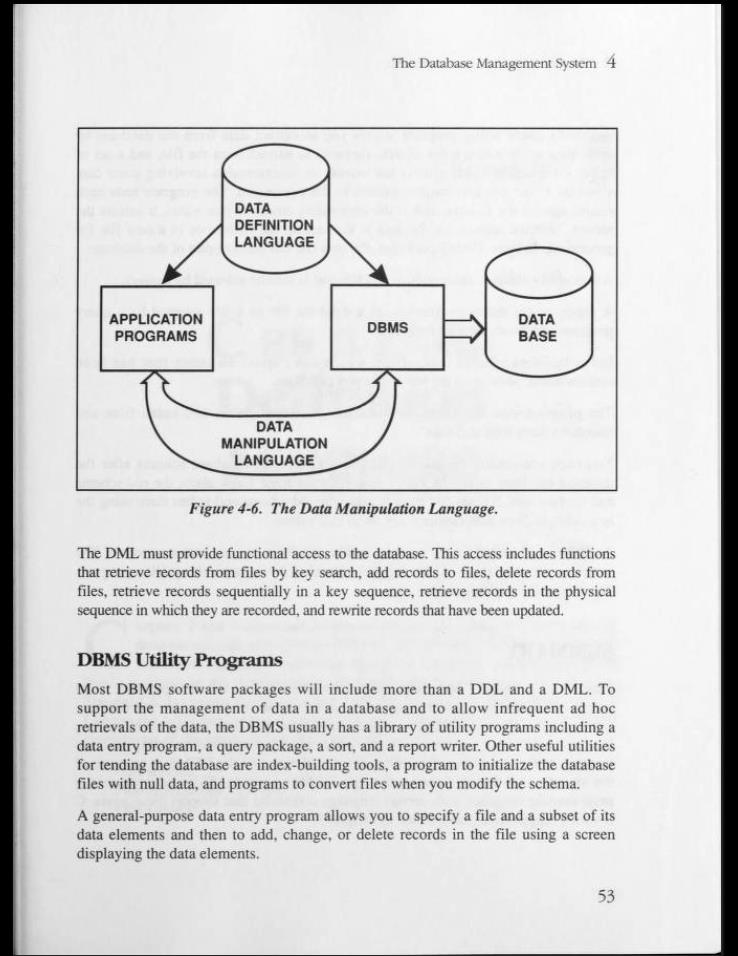 The Database Management System 4
DATA
DEFINITION
LANGUAGE
APPLICATION
PROGRAMS
DBMS
DATA
BASE
DATA
MANIPULATION
LANGUAGE
Figure 4-6. The Data Manipulation Language.
The DML must provide functional access to the database. This access includes functions
that retrieve records from files by key search, add records to files, delete records from
files, retrieve records sequentially in a key sequence, retrieve records in the physical
sequence in which they are recorded, and rewrite records that have been updated.
DBMS Utility Programs
Most DBMS software packages will include more than a DDL and a DML. To
support the management of data in a database and to allow infrequent ad hoc
retrievals of the data, the DBMS usually has a library of utility programs including a
data entry program, a query package, a sort, and a report writer. Other useful utilities
for tending the database are index-building tools, a program to initialize the database
files with null data, and programs to convert files when you modify the schema.
A general-purpose data entry program allows you to specify a file and a subset of its
data elements and then to add, change, or delete records in the file using a screen
displaying the data elements.
53